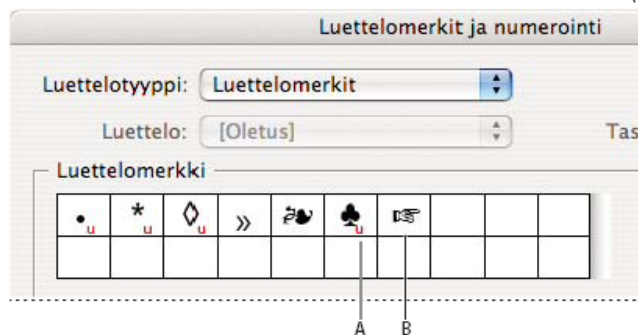 Luettelomerkit ja numerointi
Luettelotyyppi: Luettelomerkit
Luettelo: [Oletus] Tas
Luettelomerkki
•u *u ◊u » ❧ ♣u ☞
A B